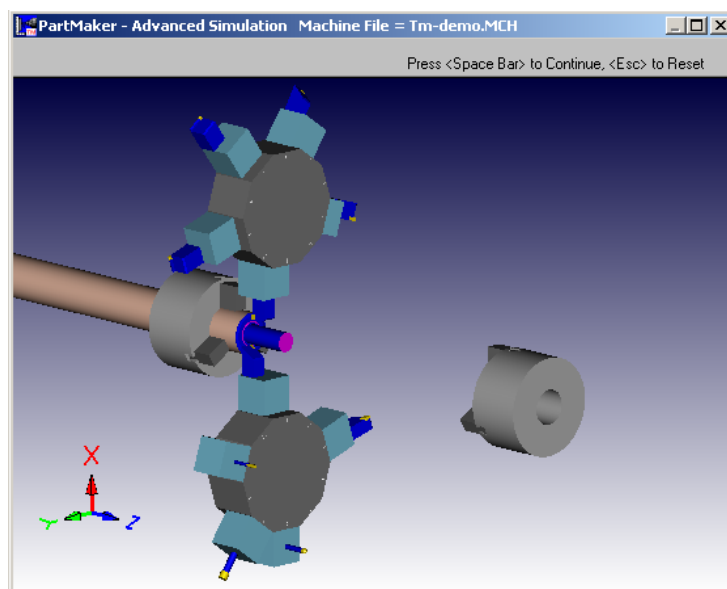 PartMaker - Advanced Simulation   Machine File = Tm-demo.MCH
Press <Space Bar> to Continue, <Esc> to Reset
X
Y
Z